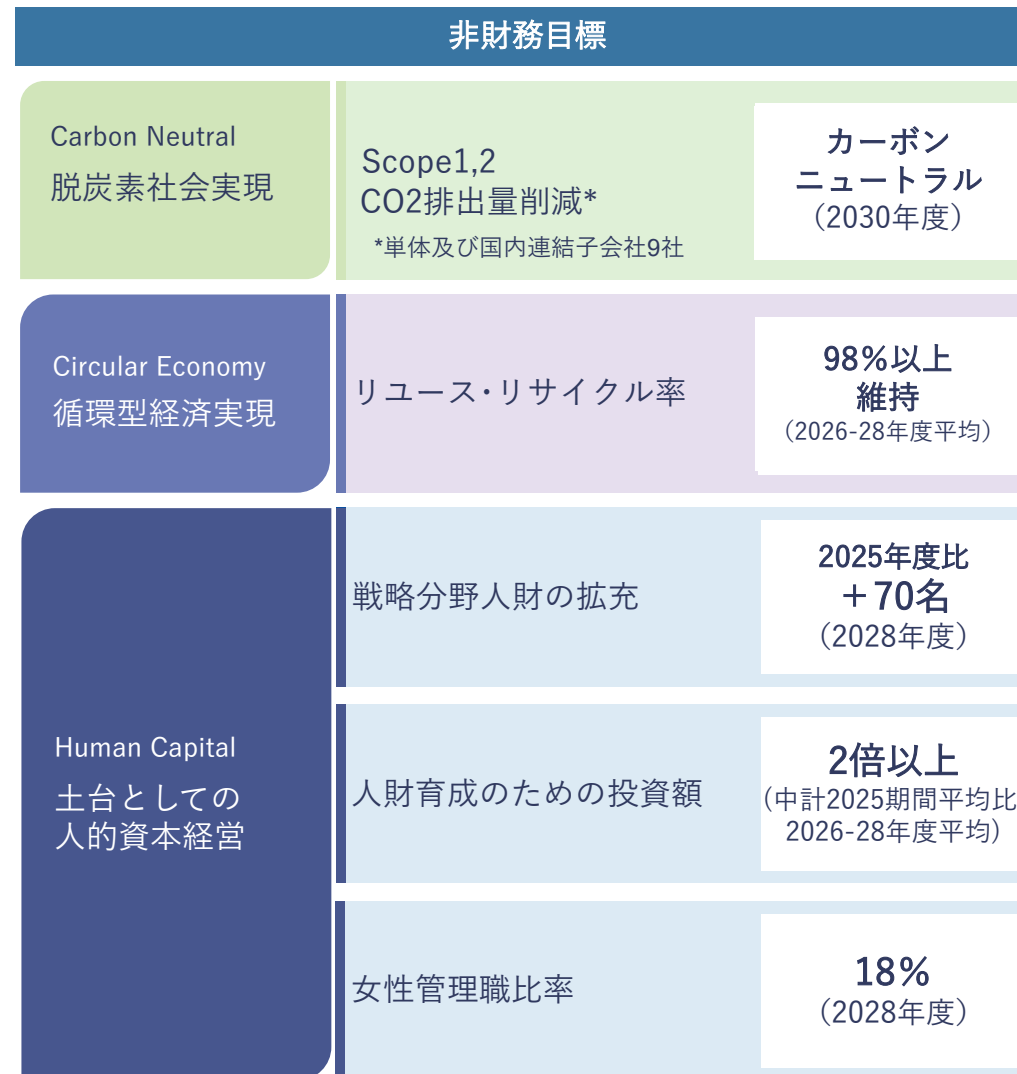 非財務目標
Carbon Neutral
脱炭素社会実現
Scope1,2
CO2排出量削減*
*単体及び国内連結子会社9社
カーボン
ニュートラル
（2030年度）
Circular Economy
循環型経済実現
リユース・リサイクル率
98%以上
維持
（2026-28年度平均）
Human Capital
土台としての
人的資本経営
戦略分野人財の拡充
2025年度比
＋70名
（2028年度）
人財育成のための投資額
2倍以上
(中計2025期間平均比
2026-28年度平均)
女性管理職比率
18%
（2028年度）